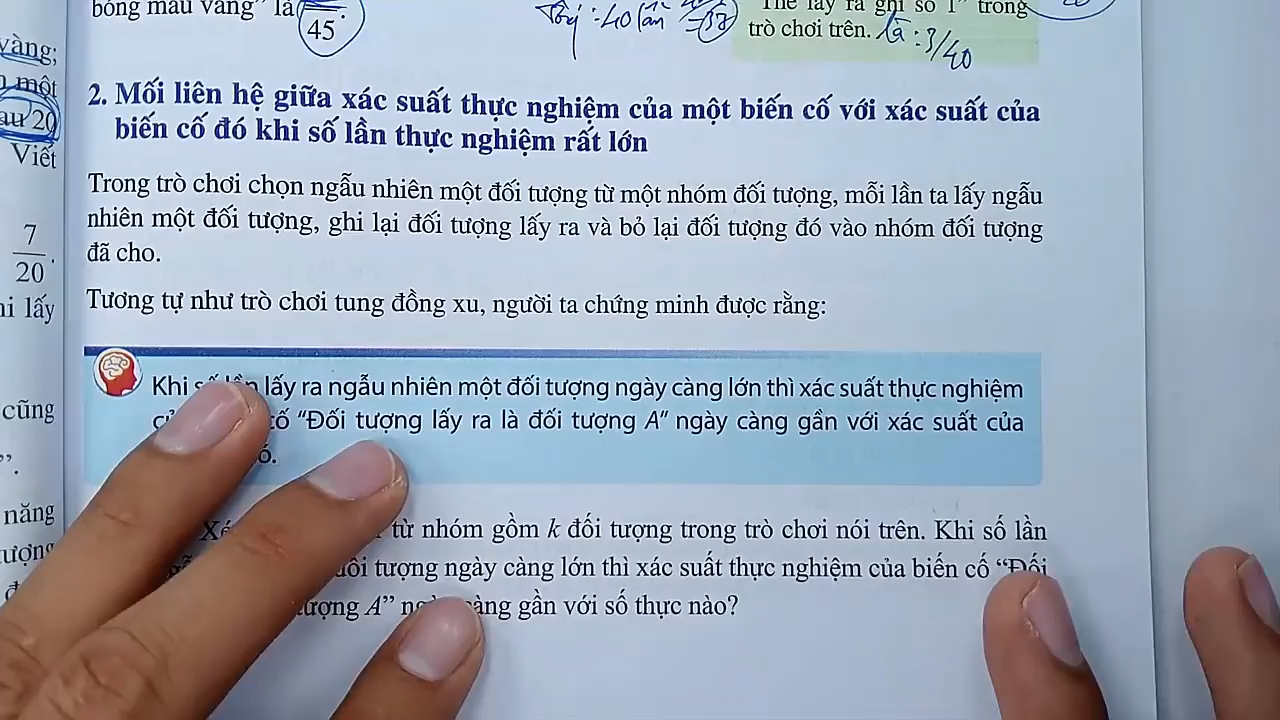 bóng màu vàng" là
45.
40 lần
Thẻ lấy ra ghi số 1" trong
trò chơi trên. là: 3/40
vàng;
một
au 20
Viết
7
20.
lấy
cũng
".
năng
2. Mối liên hệ giữa xác suất thực nghiệm của một biến cố với xác suất của
biến cố đó khi số lần thực nghiệm rất lớn
Trong trò chơi chọn ngẫu nhiên một đối tượng từ một nhóm đối tượng, mỗi lần ta lấy ngẫu
nhiên một đối tượng, ghi lại đối tượng lấy ra và bỏ lại đối tượng đó vào nhóm đối tượng
đã cho.
Tương tự như trò chơi tung đồng xu, người ta chứng minh được rằng:
Khi số lần lấy ra ngẫu nhiên một đối tượng ngày càng lớn thì xác suất thực nghiệm
cố "Đối tượng lấy ra là đối tượng A" ngày càng gần với xác suất của
từ nhóm gồm k đối tượng trong trò chơi nói trên. Khi số lần
tượng ngày càng lớn thì xác suất thực nghiệm của biến cố "Đối
tượng A" ngày càng gần với số thực nào?